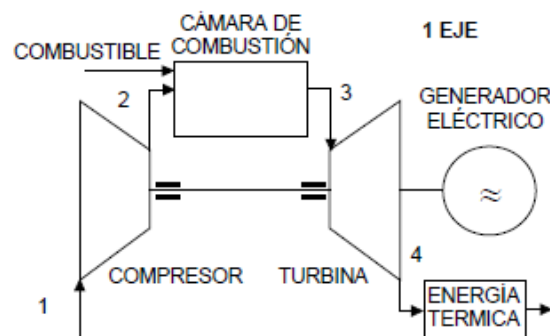 CÁMARA DE
COMBUSTIÓN
1 EJE
COMBUSTIBLE
2
3
GENERADOR
ELÉCTRICO
≈
4
COMPRESOR
TURBINA
1
ENERGÍA
TERMICA